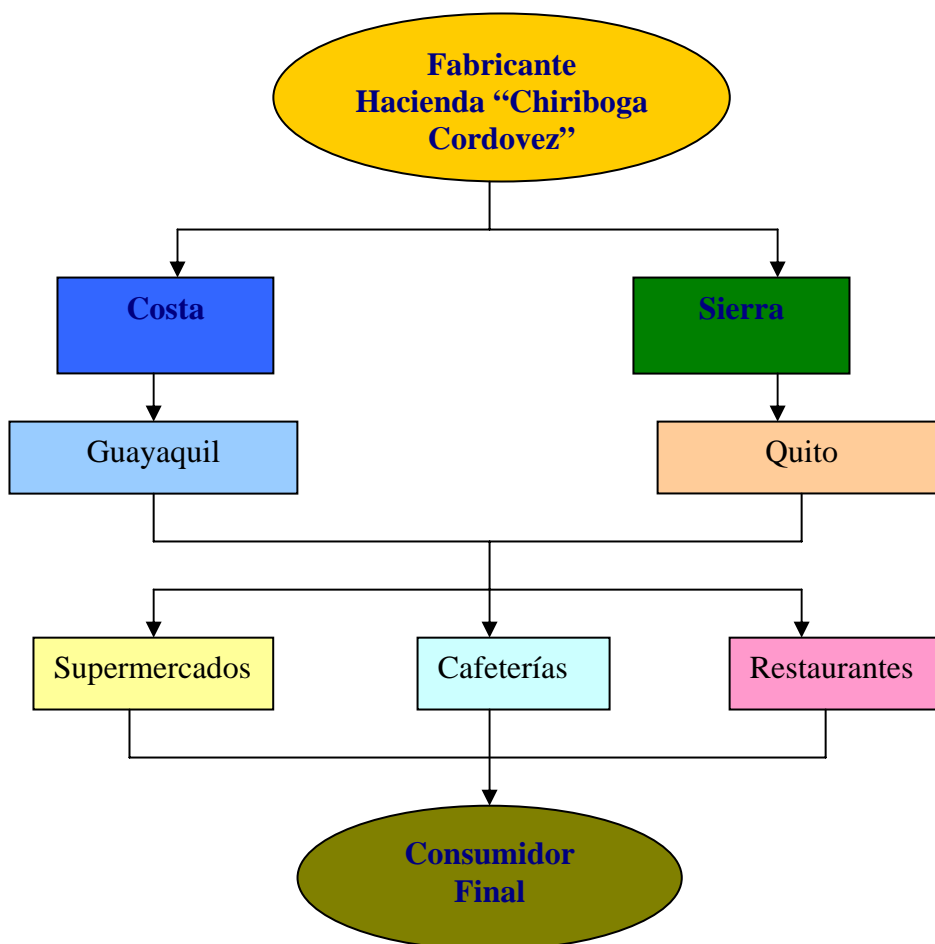 Fabricante
Hacienda “Chiriboga
Cordovez”
Costa
Sierra
Guayaquil
Quito
Supermercados
Cafeterías
Restaurantes
Consumidor
Final